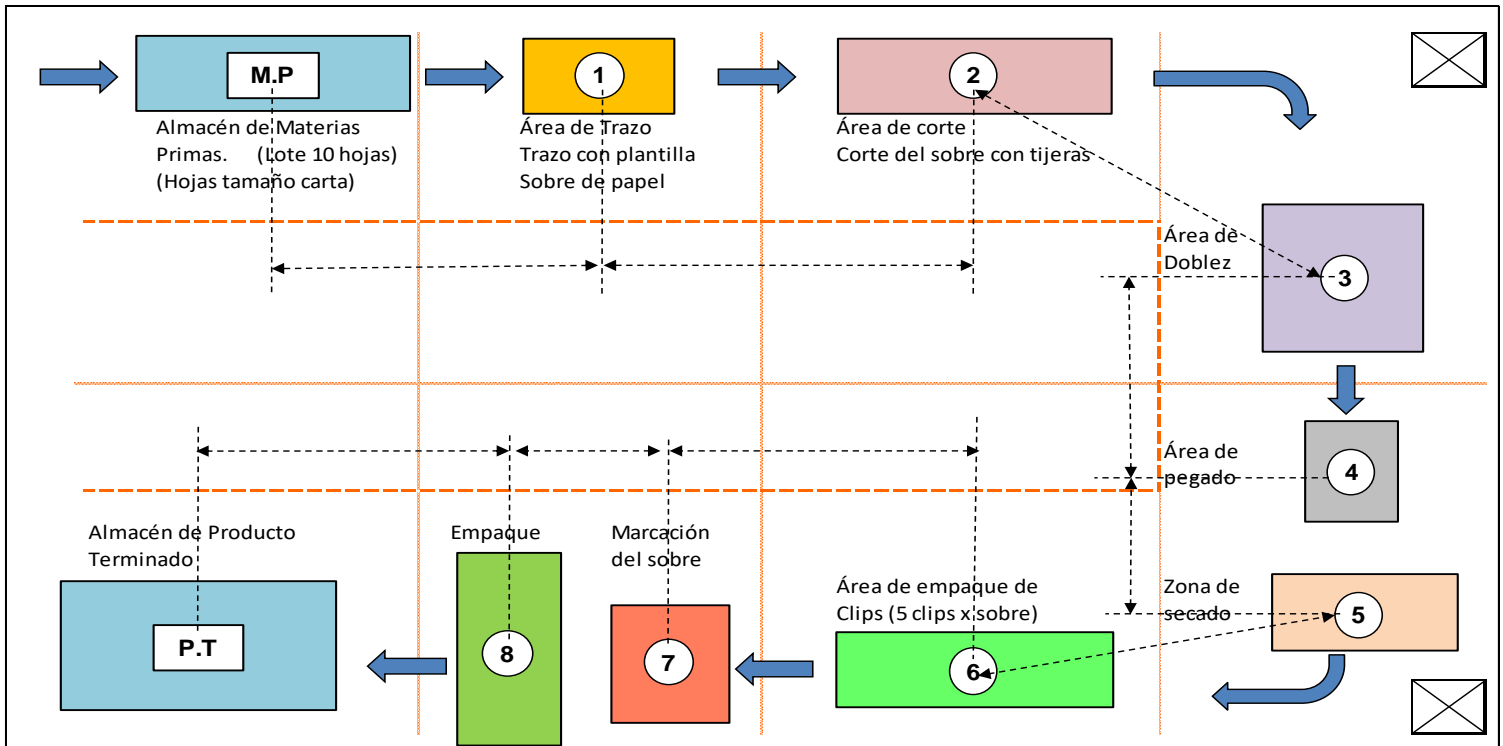 M.P
Almacén de Materias
Primas. (Lote 10 hojas)
(Hojas tamaño carta)
1
Área de Trazo
Trazo con plantilla
Sobre de papel
2
Área de corte
Corte del sobre con tijeras
Área de
Doblez
3
Área de
pegado
4
Zona de
secado
5
Área de empaque de
Clips (5 clips x sobre)
6
Marcación
del sobre
7
Empaque
8
Almacén de Producto
Terminado
P.T